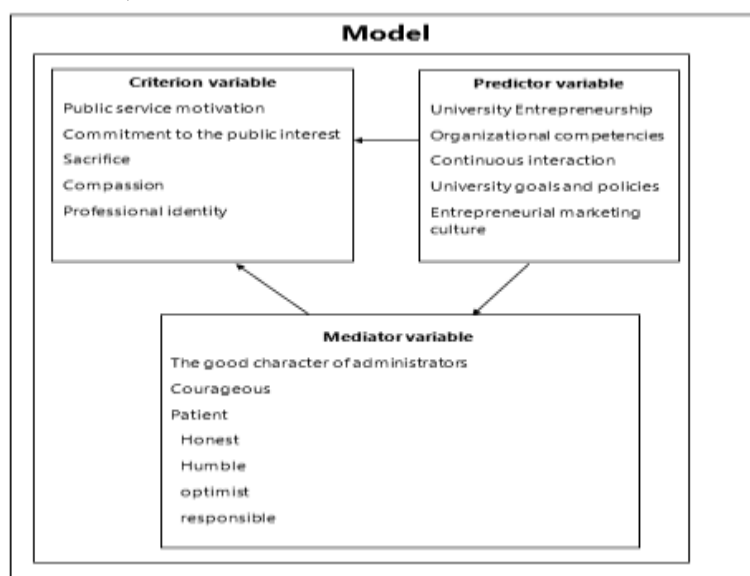 Model
Criterion variable
Public service motivation
Commitment to the public interest
Sacrifice
Compassion
Professional identity
Predictor variable
University Entrepreneurship
Organizational competencies
Continuous interaction
University goals and policies
Entrepreneurial marketing
culture
Mediator variable
The good character of administrators
Courageous
Patient
Honest
Humble
optimist
responsible